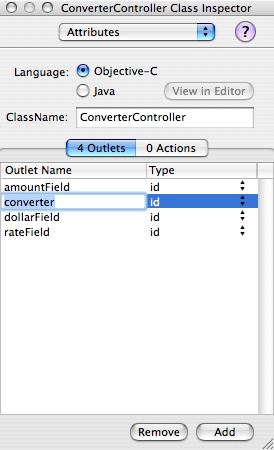 ConverterController Class Inspector
Attributes
?
Language: Objective-C
Java View in Editor
ClassName: ConverterController
4 Outlets 0 Actions
Outlet Name Type
amountField id
converter id
dollarField id
rateField id
Remove Add